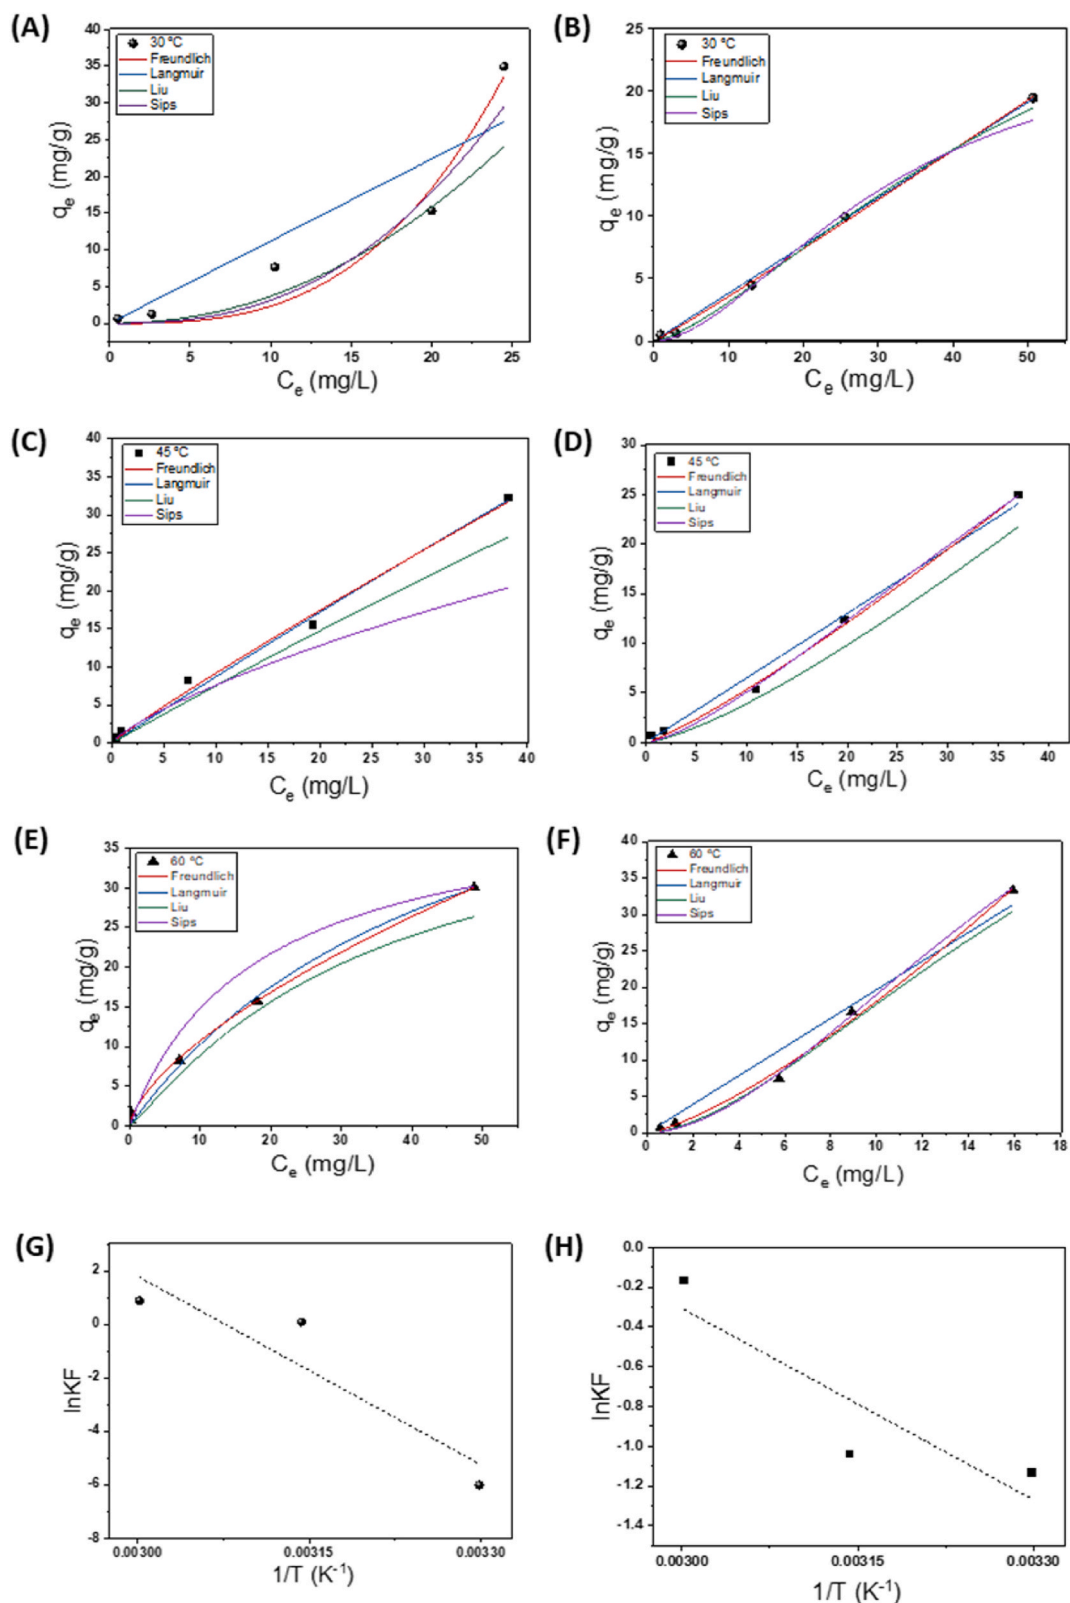 (A)
40
35
30
25
20
15
10
5
0
qe (mg/g)
30 ºC
Freundlich
Langmuir
Liu
Sips
0 5 10 15 20 25
Ce (mg/L)
(B)
25
20
15
10
5
0
qe (mg/g)
30 ºC
Freundlich
Langmuir
Liu
Sips
0 10 20 30 40 50
Ce (mg/L)
(C)
40
35
30
25
20
15
10
5
0
qe (mg/g)
45 ºC
Freundlich
Langmuir
Liu
Sips
0 5 10 15 20 25 30 35 40
Ce (mg/L)
(D)
30
25
20
15
10
5
0
qe (mg/g)
45 ºC
Freundlich
Langmuir
Liu
Sips
0 5 10 15 20 25 30 35 40
Ce (mg/L)
(E)
35
30
25
20
15
10
5
0
qe (mg/g)
60 ºC
Freundlich
Langmuir
Liu
Sips
0 10 20 30 40 50
Ce (mg/L)
(F)
40
35
30
25
20
15
10
5
0
qe (mg/g)
60 ºC
Freundlich
Langmuir
Liu
Sips
0 2 4 6 8 10 12 14 16 18
Ce (mg/L)
(G)
2
0
-2
-4
-6
-8
lnKF
0.00300 0.00315 0.00330
1/T (K-1)
(H)
0.0
-0.2
-0.4
-0.6
-0.8
-1.0
-1.2
-1.4
lnKF
0.00300 0.00315 0.00330
1/T (K-1)